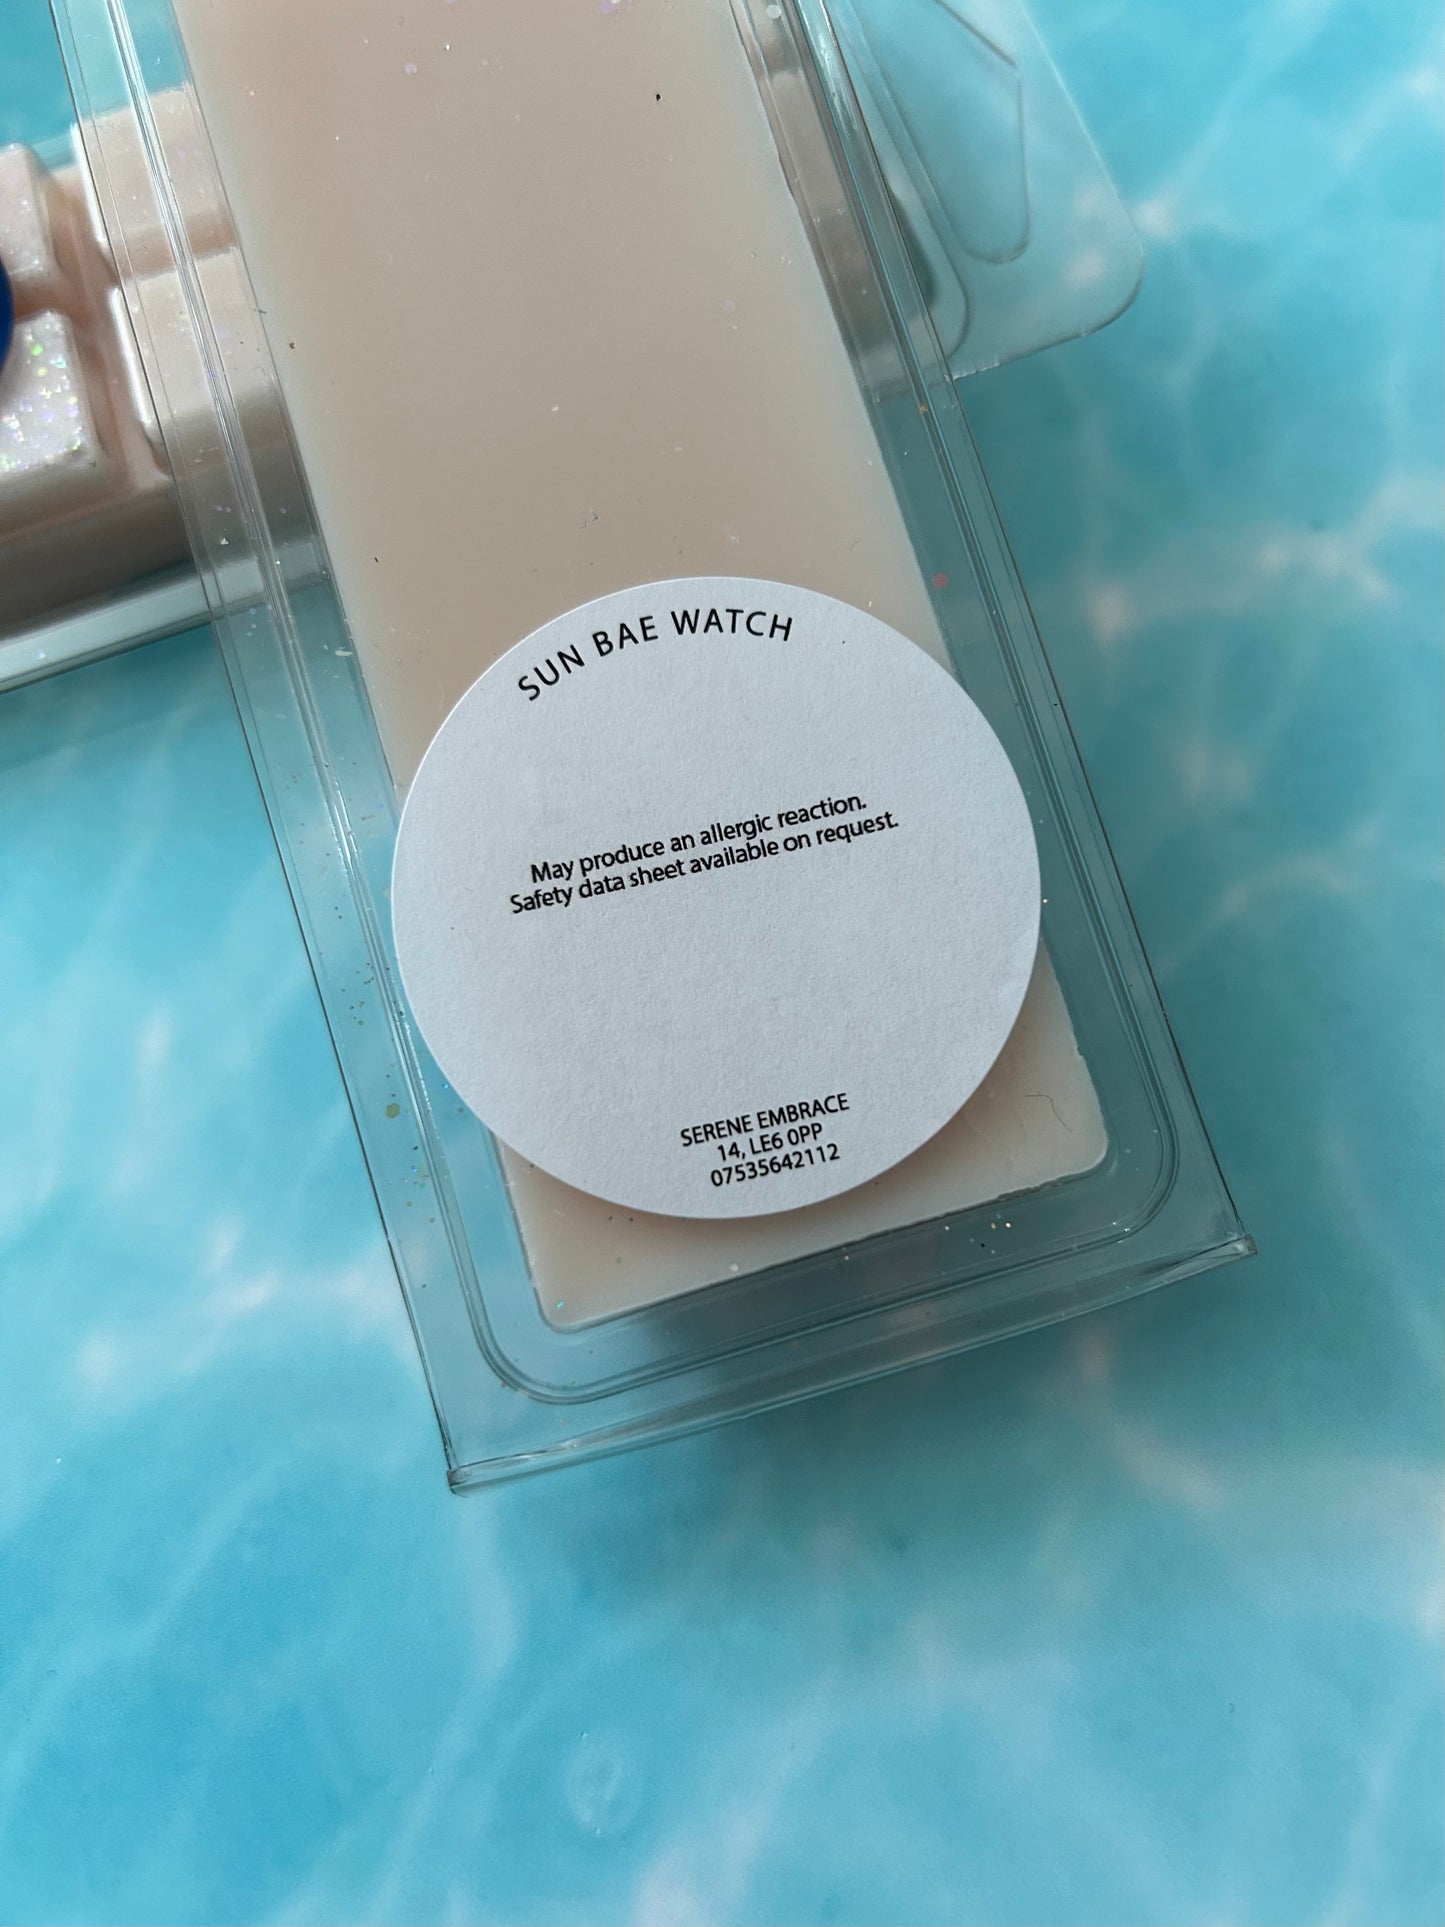 SUN BAE WATCH
May produce an allergic reaction.
Safety data sheet available on request.
SERENE EMBRACE
14, LE6 0PP
07535642112